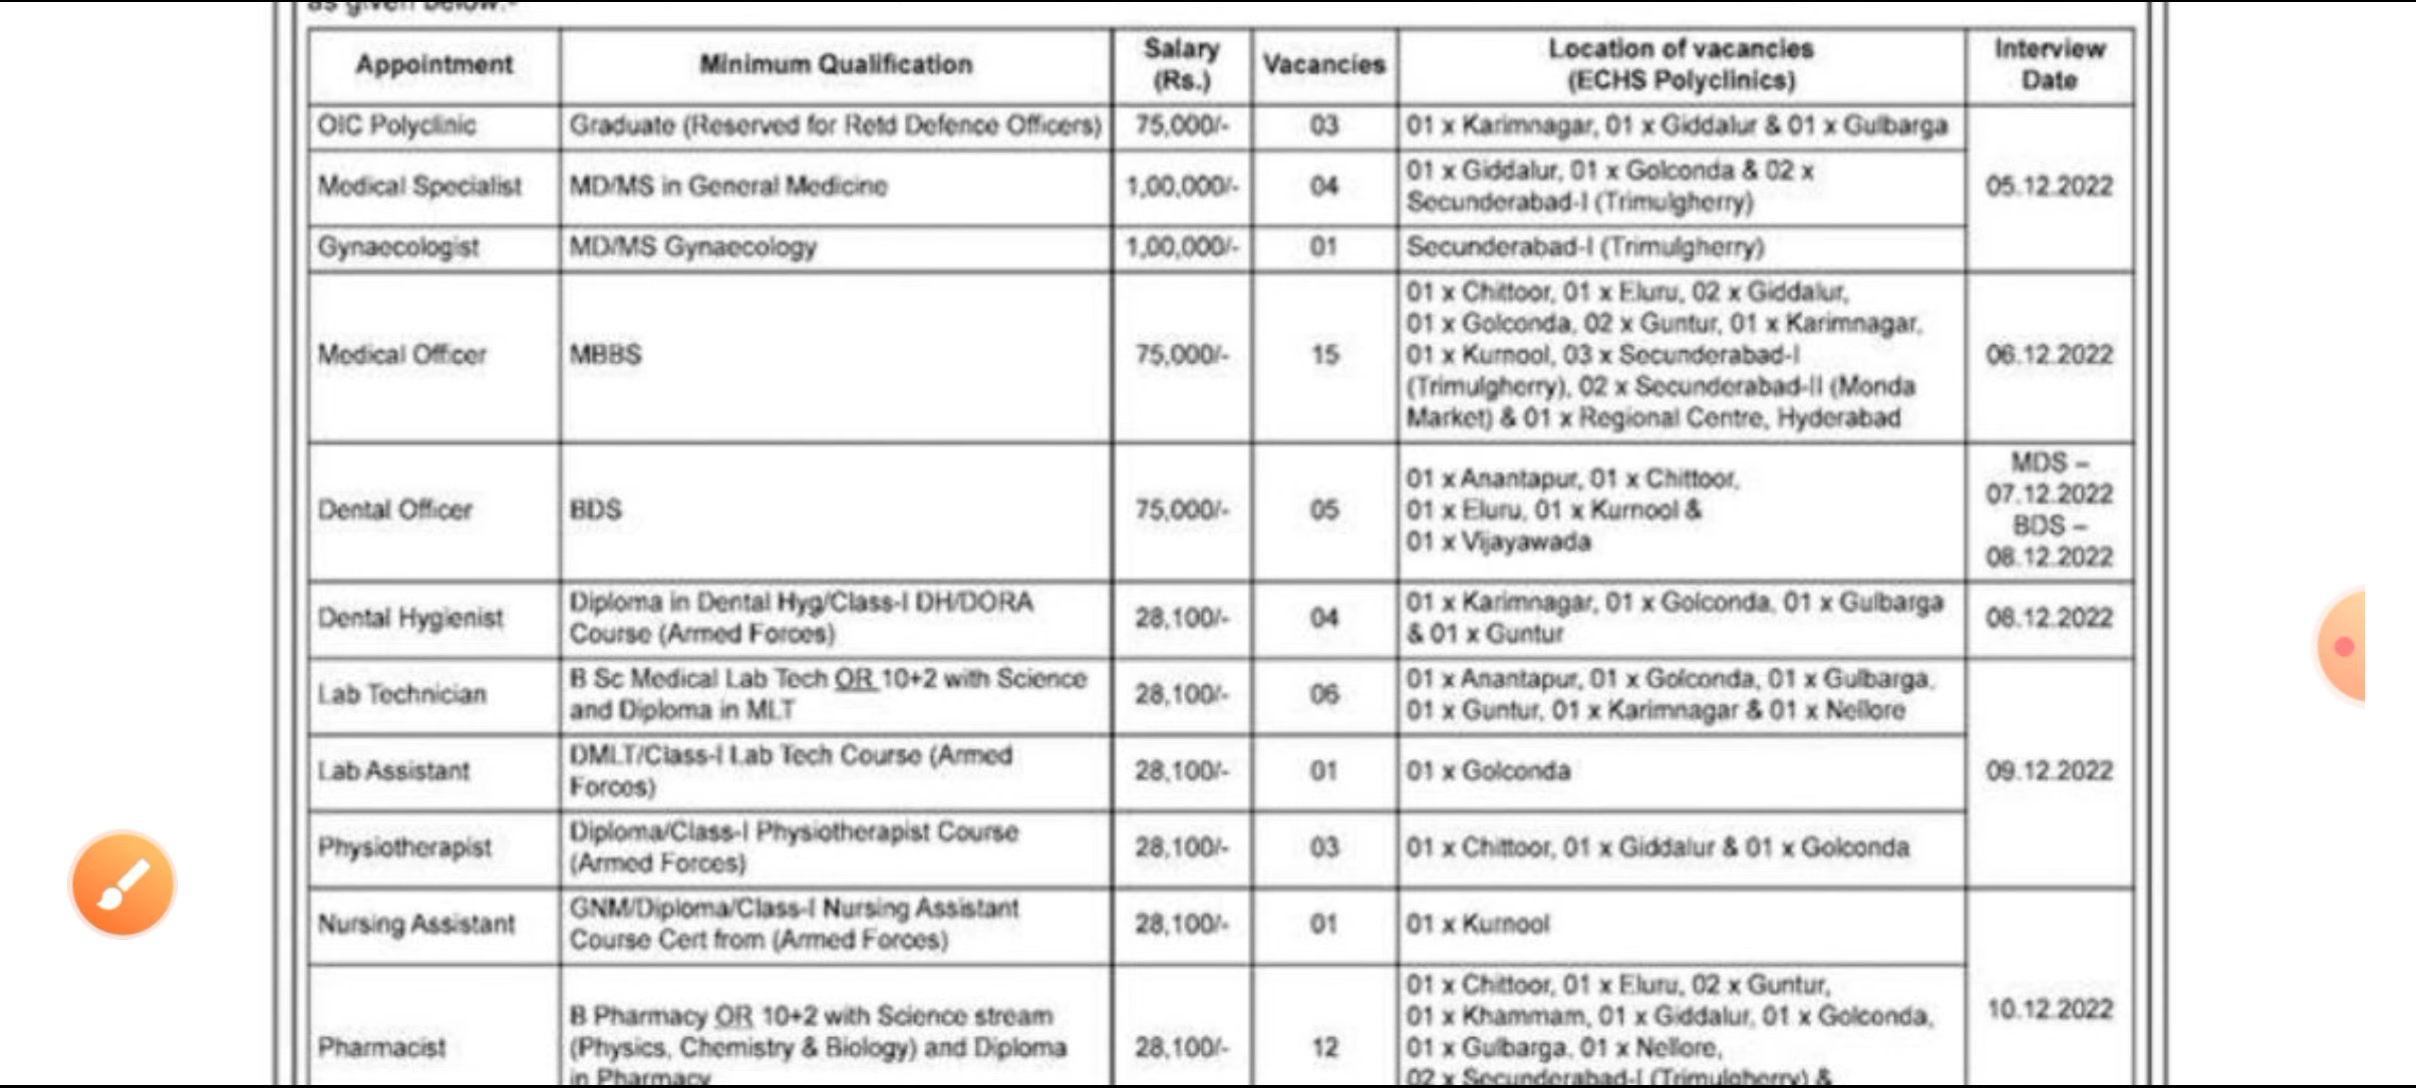 as given below:-
Appointment
Minimum Qualification
Salary
(Rs.)
Vacancies
Location of vacancies
(ECHS Polyclinics)
Interview
Date
OIC Polyclinic
Graduate (Reserved for Retd Defence Officers)
75,000/-
03
01 x Karimnagar, 01 x Giddalur & 01 x Gulbarga
05.12.2022
Medical Specialist
MD/MS in General Medicine
1,00,000/-
04
01 x Giddalur, 01 x Golconda & 02 x
Secunderabad-I (Trimulgherry)
Gynaecologist
MD/MS Gynaecology
1,00,000/-
01
Secunderabad-I (Trimulgherry)
Medical Officer
MBBS
75,000/-
15
01 x Chittoor, 01 x Eluru, 02 x Giddalur,
01 x Golconda, 02 x Guntur, 01 x Karimnagar,
01 x Kurnool, 03 x Secunderabad-I
(Trimulgherry), 02 x Secunderabad-II (Monda
Market) & 01 x Regional Centre, Hyderabad
06.12.2022
Dental Officer
BDS
75,000/-
05
01 x Anantapur, 01 x Chittoor,
01 x Eluru, 01 x Kurnool &
01 x Vijayawada
MDS –
07.12.2022
BDS –
08.12.2022
Dental Hygienist
Diploma in Dental Hyg/Class-I DH/DORA
Course (Armed Forces)
28,100/-
04
01 x Karimnagar, 01 x Golconda, 01 x Gulbarga
& 01 x Guntur
08.12.2022
Lab Technician
B Sc Medical Lab Tech OR 10+2 with Science
and Diploma in MLT
28,100/-
06
01 x Anantapur, 01 x Golconda, 01 x Gulbarga,
01 x Guntur, 01 x Karimnagar & 01 x Nellore
09.12.2022
Lab Assistant
DMLT/Class-I Lab Tech Course (Armed
Forces)
28,100/-
01
01 x Golconda
Physiotherapist
Diploma/Class-I Physiotherapist Course
(Armed Forces)
28,100/-
03
01 x Chittoor, 01 x Giddalur & 01 x Golconda
Nursing Assistant
GNM/Diploma/Class-I Nursing Assistant
Course Cert from (Armed Forces)
28,100/-
01
01 x Kurnool
10.12.2022
Pharmacist
B Pharmacy OR 10+2 with Science stream
(Physics, Chemistry & Biology) and Diploma
in Pharmacy
28,100/-
12
01 x Chittoor, 01 x Eluru, 02 x Guntur,
01 x Khammam, 01 x Giddalur, 01 x Golconda,
01 x Gulbarga, 01 x Nellore,
02 x Secunderabad-I (Trimulgherry) &